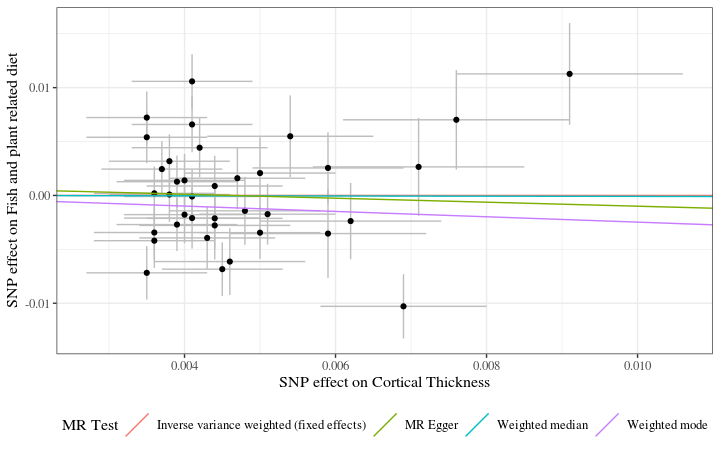 SNP effect on Fish and plant related diet
0.01
0.00
-0.01
0.004 0.006 0.008 0.010
SNP effect on Cortical Thickness
MR Test Inverse variance weighted (fixed effects) MR Egger Weighted median Weighted mode